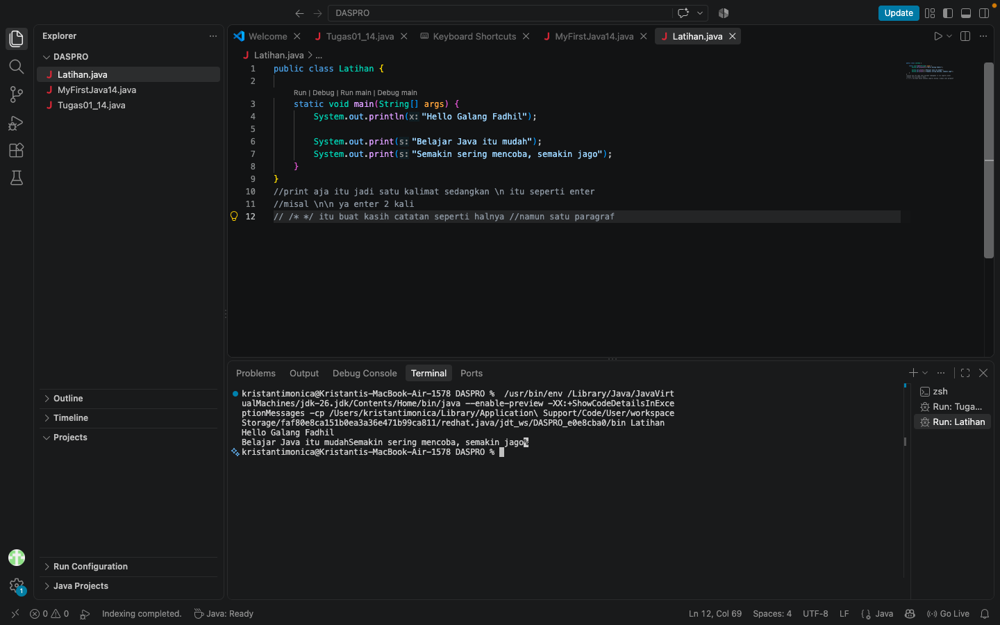 DASPRO
Update
Explorer
DASPRO
Latihan.java
MyFirstJava14.java
Tugas01_14.java
Outline
Timeline
Projects
Run Configuration
Java Projects
Welcome
Tugas01_14.java
Keyboard Shortcuts
MyFirstJava14.java
Latihan.java
Latihan.java > ...
1 public class Latihan {
2
Run | Debug | Run main | Debug main
3 static void main(String[] args) {
4 System.out.println(x: "Hello Galang Fadhil");
5
6 System.out.print(s: "Belajar Java itu mudah");
7 System.out.print(s: "Semakin sering mencoba, semakin jago");
8 }
9 }
10 //print aja itu jadi satu kalimat sedangkan \n itu seperti enter
11 //misal \n\n ya enter 2 kali
12 // /* */ itu buat kasih catatan seperti halnya //namun satu paragraf
Problems Output Debug Console Terminal Ports
kristantimonica@Kristantis-MacBook-Air-1578 DASPRO % /usr/bin/env /Library/Java/JavaVirt
ualMachines/jdk-26.jdk/Contents/Home/bin/java --enable-preview -XX:+ShowCodeDetailsInExce
ptionMessages -cp /Users/kristantimonica/Library/Application\ Support/Code/User/workspace
Storage/faf80e8ca151b0ea3a36e471b99ca811/redhat.java/jdt_ws/DASPRO_e0e8cba0/bin Latihan
Hello Galang Fadhil
Belajar Java itu mudahSemakin sering mencoba, semakin jago%
kristantimonica@Kristantis-MacBook-Air-1578 DASPRO %
zsh
Run: Tuga...
Run: Latihan
1
0 0 Indexing completed. Java: Ready
Ln 12, Col 69 Spaces: 4 UTF-8 LF {} Java Go Live